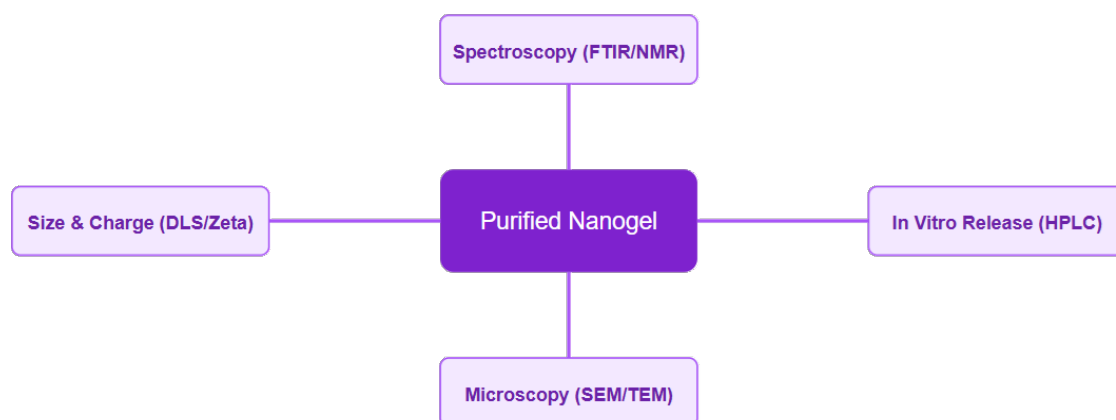 Spectroscopy (FTIR/NMR)
Size & Charge (DLS/Zeta)
Purified Nanogel
In Vitro Release (HPLC)
Microscopy (SEM/TEM)